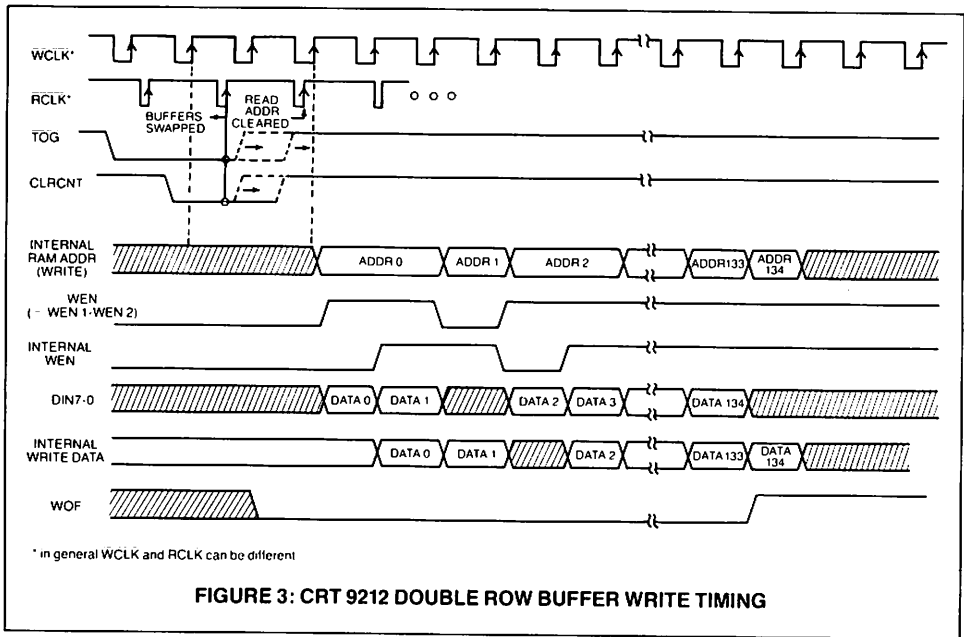 WCLK*
RCLK*
BUFFERS
SWAPPED
READ
ADDR
CLEARED
TOG
CLRCNT
INTERNAL
RAM ADDR
(WRITE)
ADDR 0
ADDR 1
ADDR 2
ADDR133
ADDR
134
WEN
( = WEN 1·WEN 2)
INTERNAL
WEN
DIN7-0
DATA 0
DATA 1
DATA 2
DATA 3
DATA 134
INTERNAL
WRITE DATA
DATA 0
DATA 1
DATA 2
DATA133
DATA
134
WOF
* in general WCLK and RCLK can be different
FIGURE 3: CRT 9212 DOUBLE ROW BUFFER WRITE TIMING